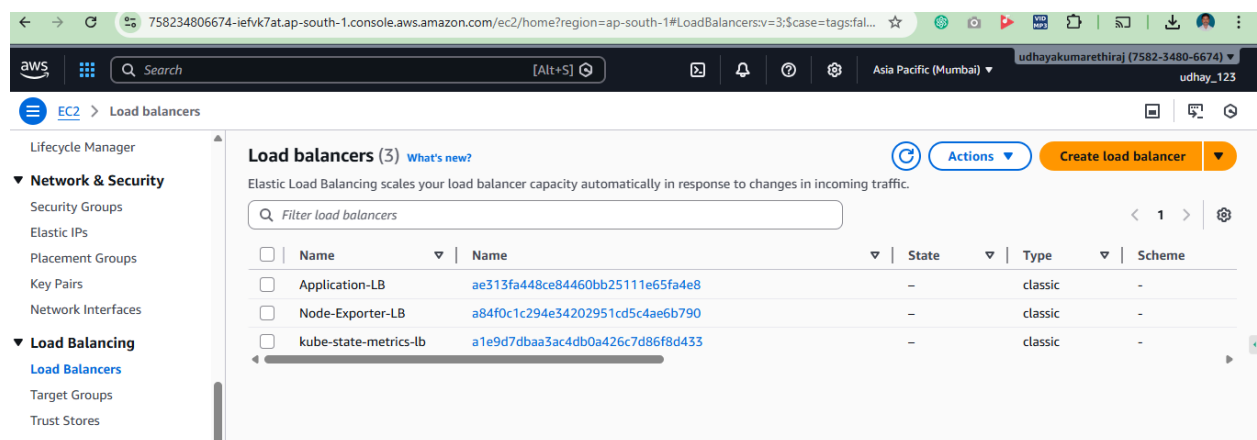 758234806674-iefvk7at.ap-south-1.console.aws.amazon.com/ec2/home?region=ap-south-1#LoadBalancers:v=3;$case=tags:fal...
VID
MP3
aws
Search
[Alt+S]
Asia Pacific (Mumbai)
udhayakumarethiraj (7582-3480-6674)
udhay_123
EC2 > Load balancers
Lifecycle Manager
Network & Security
Security Groups
Elastic IPs
Placement Groups
Key Pairs
Network Interfaces
Load Balancing
Load Balancers
Target Groups
Trust Stores
Load balancers (3) What's new?
Actions
Create load balancer
Elastic Load Balancing scales your load balancer capacity automatically in response to changes in incoming traffic.
Filter load balancers
1
Name Name State Type Scheme
Application-LB ae313fa448ce84460bb25111e65fa4e8 – classic -
Node-Exporter-LB a84f0c1c294e34202951cd5c4ae6b790 – classic -
kube-state-metrics-lb a1e9d7dbaa3ac4db0a426c7d86f8d433 – classic -